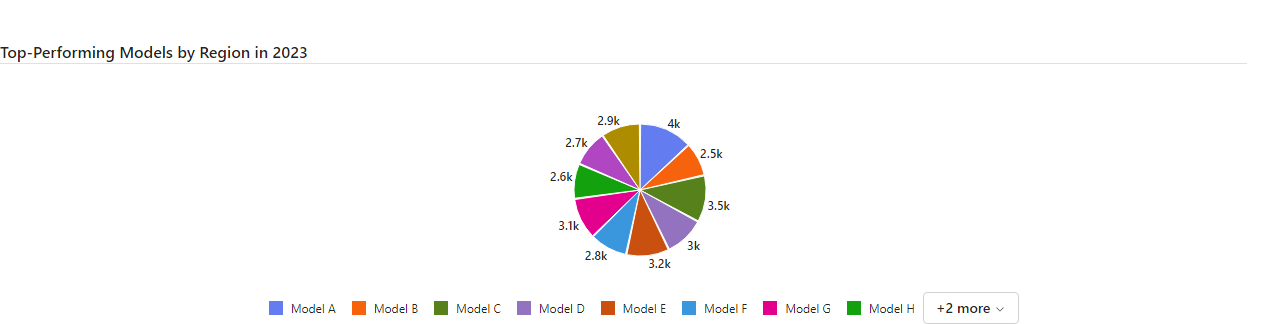 Top-Performing Models by Region in 2023
2.9k 4k
2.7k 2.5k
2.6k 3.5k
3.1k 3k
2.8k 3.2k
Model A Model B Model C Model D Model E Model F Model G Model H +2 more